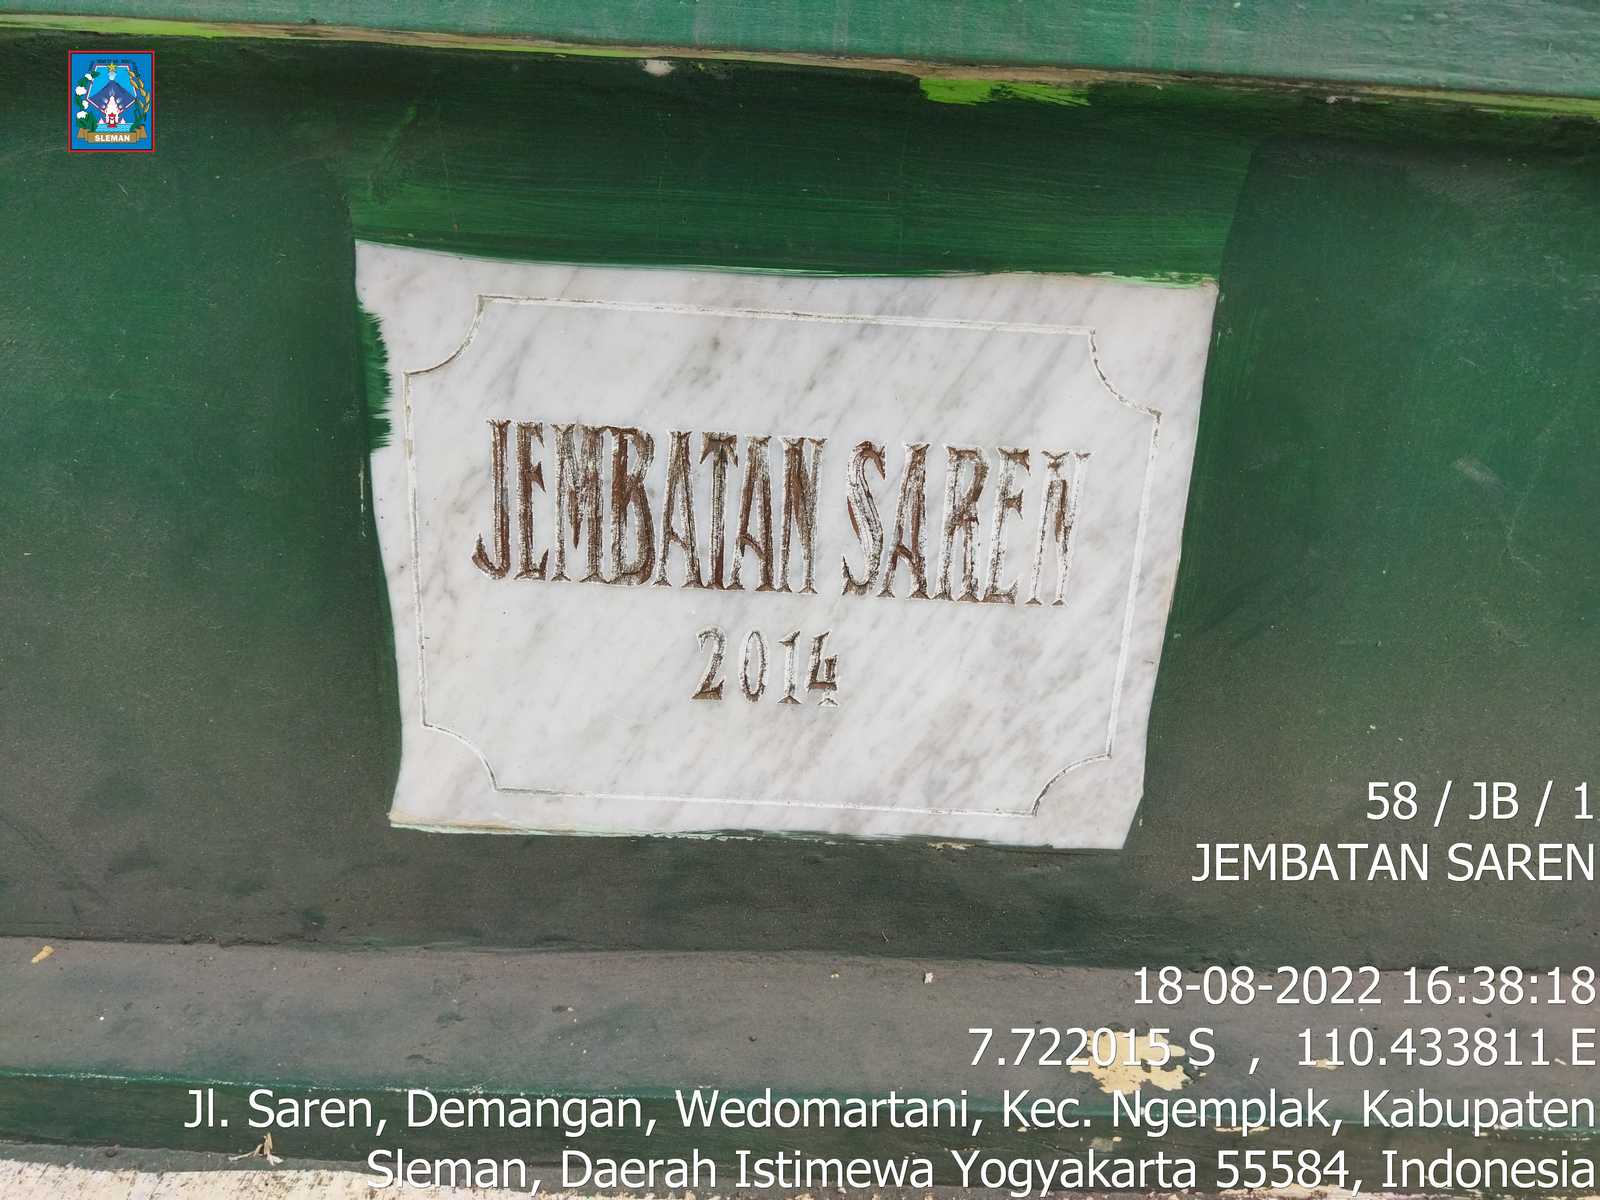 SLEMAN
JEMBATAN SAREN
2014
58 / JB / 1
JEMBATAN SAREN
18-08-2022 16:38:18
7.722015 S , 110.433811 E
Jl. Saren, Demangan, Wedomartani, Kec. Ngemplak, Kabupaten
Sleman, Daerah Istimewa Yogyakarta 55584, Indonesia